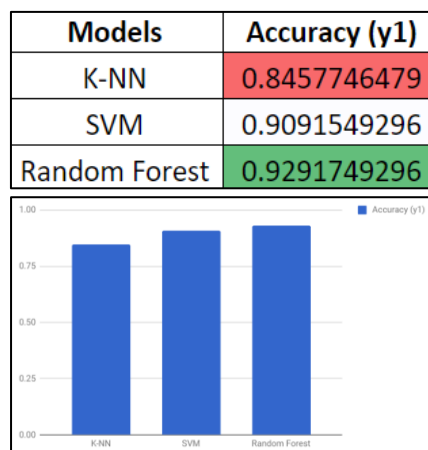 Models Accuracy (y1)
K-NN 0.8457746479
SVM 0.9091549296
Random Forest 0.9291749296
1.00
Accuracy (y1)
0.75
0.50
0.25
0.00
K-NN SVM Random Forest